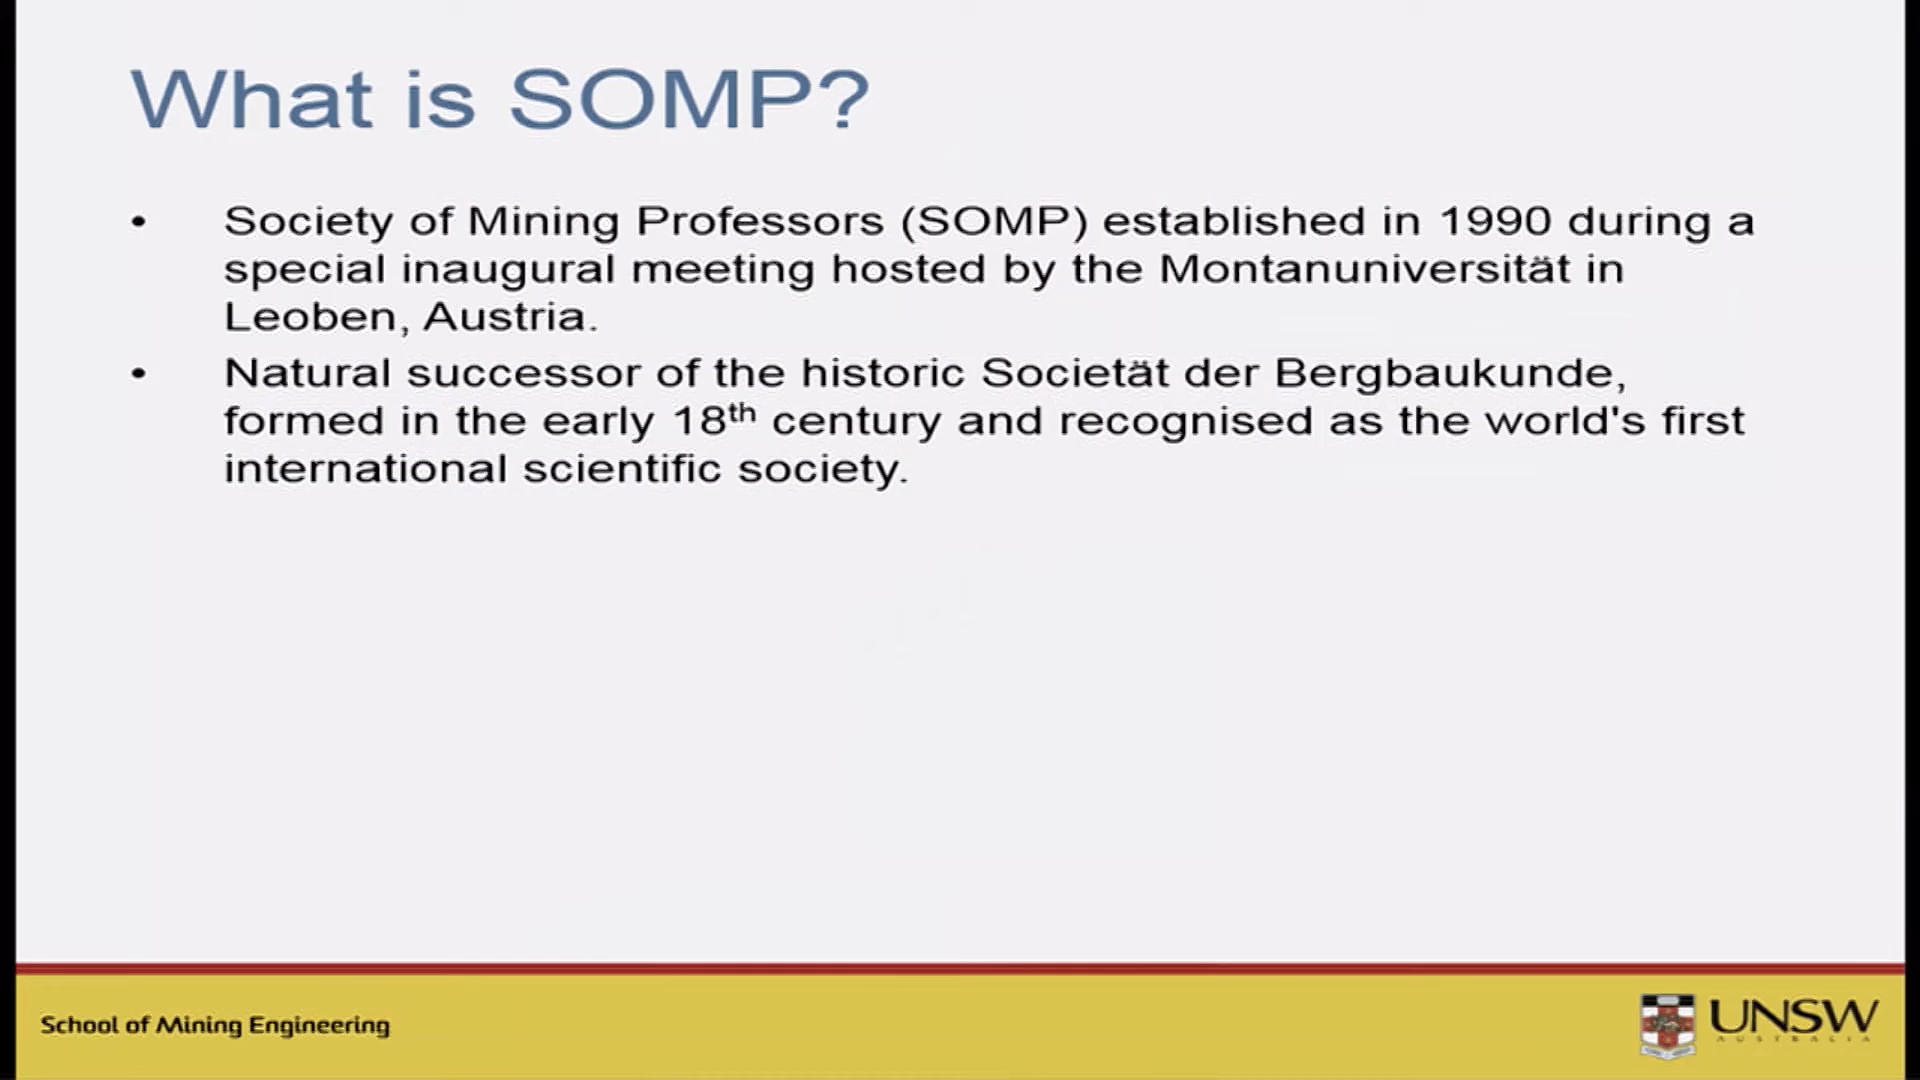 What is SOMP?
• Society of Mining Professors (SOMP) established in 1990 during a
special inaugural meeting hosted by the Montanuniversität in
Leoben, Austria.
• Natural successor of the historic Societät der Bergbaukunde,
formed in the early 18th century and recognised as the world's first
international scientific society.
School of Mining Engineering
UNSW
AUSTRALIA